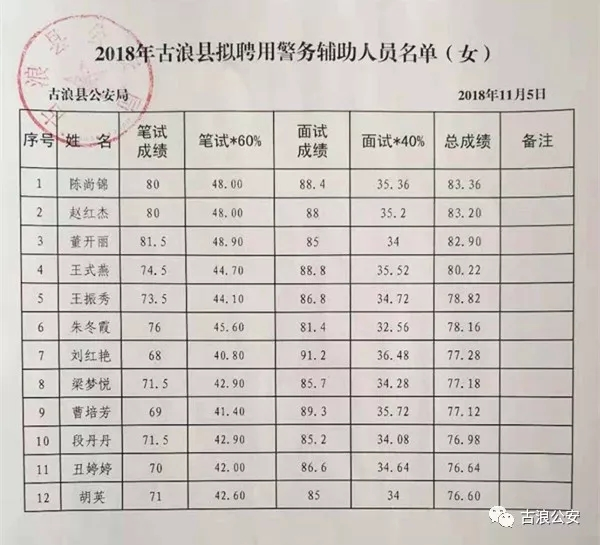 2018年古浪县拟聘用警务辅助人员名单（女）
古浪县公安局 2018年11月5日
序号 姓 名 笔试成绩 笔试*60% 面试成绩 面试*40% 总成绩 备注
1 陈尚锦 80 48.00 88.4 35.36 83.36
2 赵红杰 80 48.00 88 35.2 83.20
3 董开丽 81.5 48.90 85 34 82.90
4 王式燕 74.5 44.70 88.8 35.52 80.22
5 王振秀 73.5 44.10 86.8 34.72 78.82
6 朱冬霞 76 45.60 81.4 32.56 78.16
7 刘红艳 68 40.80 91.2 36.48 77.28
8 梁梦悦 71.5 42.90 85.7 34.28 77.18
9 曹培芳 69 41.40 89.3 35.72 77.12
10 段丹丹 71.5 42.90 85.2 34.08 76.98
11 丑婷婷 70 42.00 86.6 34.64 76.64
12 胡英 71 42.60 85 34 76.60
古浪公安